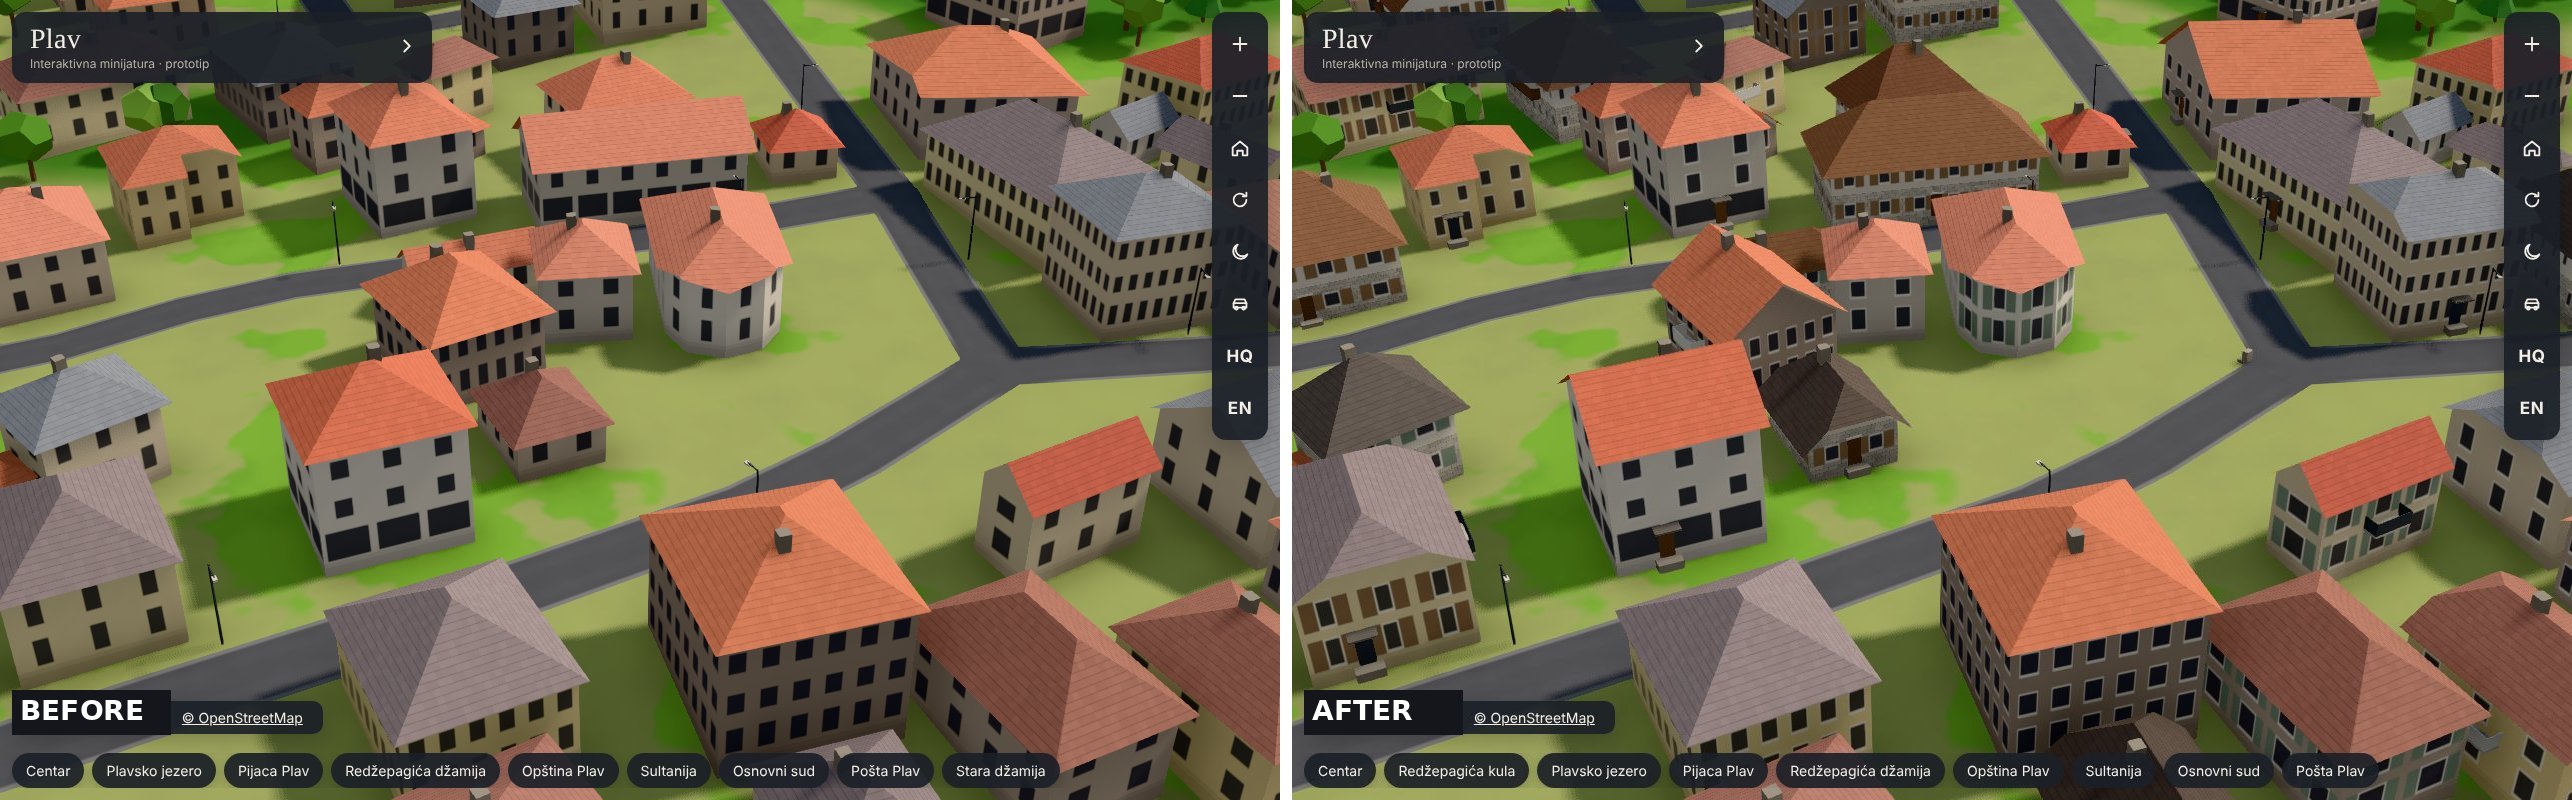 Plav
Interaktivna minijatura · prototip
HQ
EN
BEFORE
© OpenStreetMap
Centar
Plavsko jezero
Pijaca Plav
Redžepagića džamija
Opština Plav
Sultanija
Osnovni sud
Pošta Plav
Stara džamija
Plav
Interaktivna minijatura · prototip
HQ
EN
AFTER
© OpenStreetMap
Centar
Redžepagića kula
Plavsko jezero
Pijaca Plav
Redžepagića džamija
Opština Plav
Sultanija
Osnovni sud
Pošta Plav